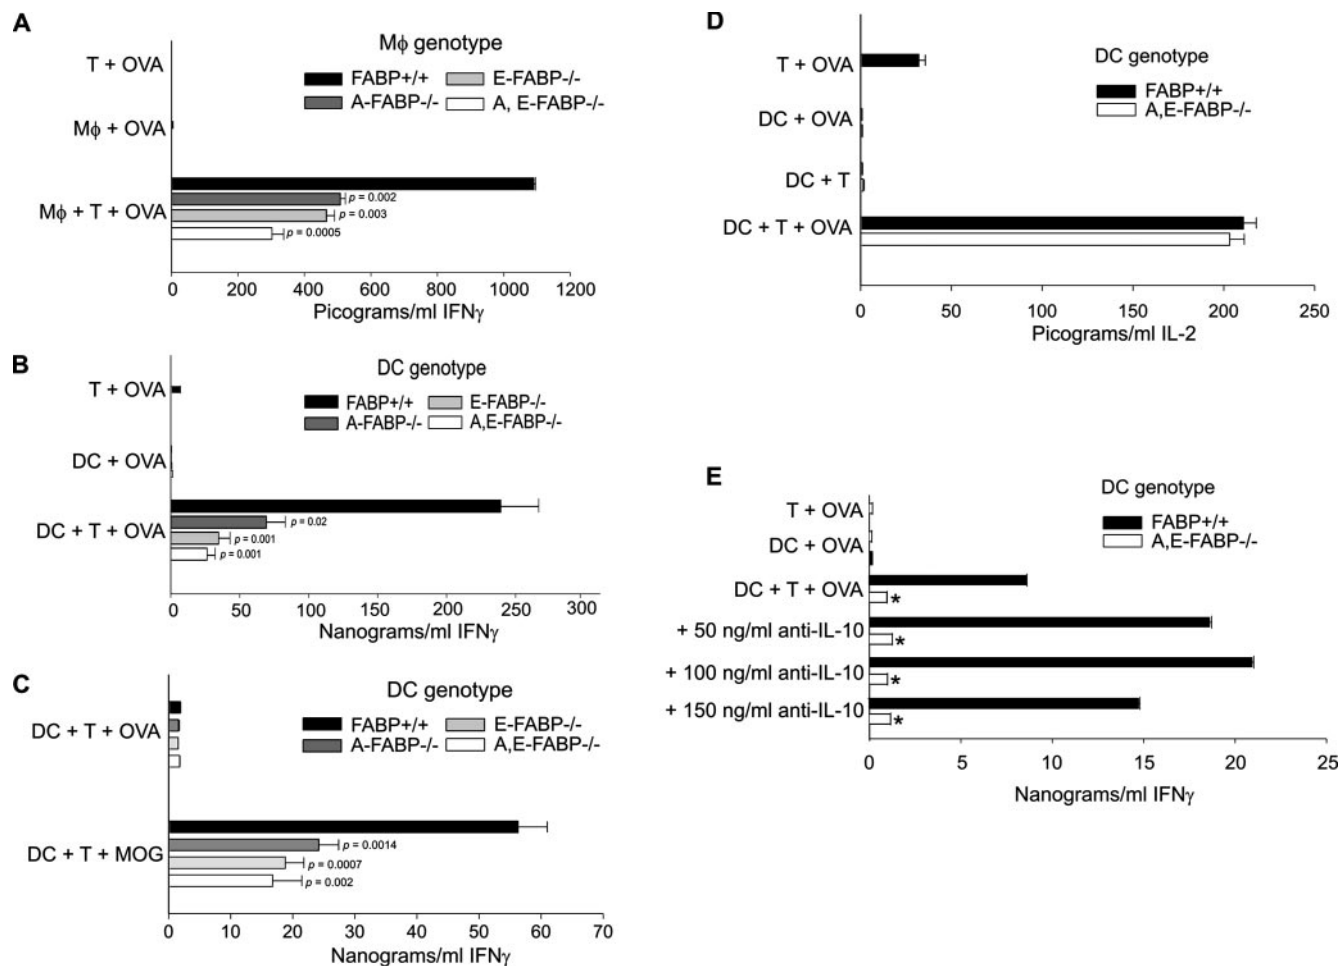 A
Mϕ genotype
FABP+/+
E-FABP-/-
A-FABP-/-
A, E-FABP-/-
T + OVA
Mϕ + OVA
Mϕ + T + OVA
p = 0.002
p = 0.003
p = 0.0005
0 200 400 600 800 1000 1200
Picograms/ml IFNγ
B
DC genotype
FABP+/+
E-FABP-/-
A-FABP-/-
A,E-FABP-/-
T + OVA
DC + OVA
DC + T + OVA
p = 0.02
p = 0.001
p = 0.001
0 50 100 150 200 240 260 300
Nanograms/ml IFNγ
C
DC genotype
FABP+/+
E-FABP-/-
A-FABP-/-
A,E-FABP-/-
DC + T + OVA
DC + T + MOG
p = 0.0014
p = 0.0007
p = 0.002
0 10 20 30 40 50 60 70
Nanograms/ml IFNγ
D
DC genotype
FABP+/+
A,E-FABP-/-
T + OVA
DC + OVA
DC + T
DC + T + OVA
0 50 100 150 200 250
Picograms/ml IL-2
E
DC genotype
FABP+/+
A,E-FABP-/-
T + OVA
DC + OVA
DC + T + OVA
*
+ 50 ng/ml anti-IL-10
*
+ 100 ng/ml anti-IL-10
*
+ 150 ng/ml anti-IL-10
*
0 5 10 15 20 25
Nanograms/ml IFNγ